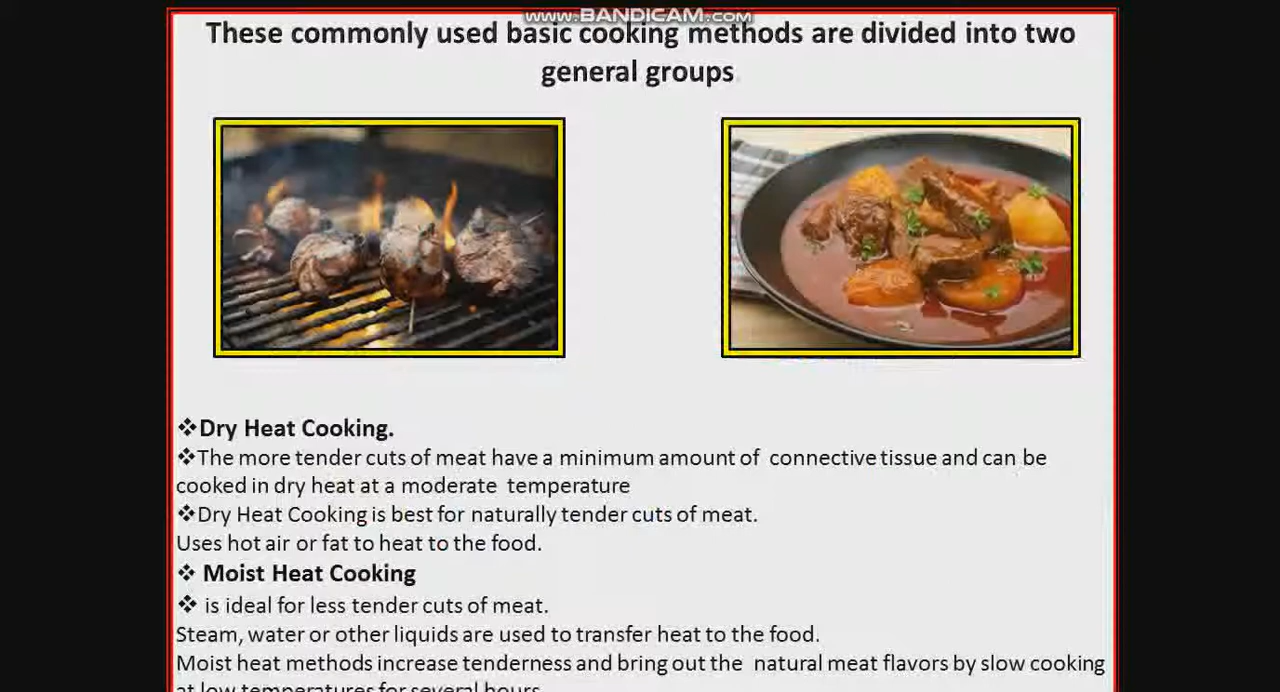 www.BANDICAM.com
These commonly used basic cooking methods are divided into two
general groups
❖Dry Heat Cooking.
❖The more tender cuts of meat have a minimum amount of connective tissue and can be
cooked in dry heat at a moderate temperature
❖Dry Heat Cooking is best for naturally tender cuts of meat.
Uses hot air or fat to heat to the food.
❖ Moist Heat Cooking
❖ is ideal for less tender cuts of meat.
Steam, water or other liquids are used to transfer heat to the food.
Moist heat methods increase tenderness and bring out the natural meat flavors by slow cooking
at low temperatures for several hours